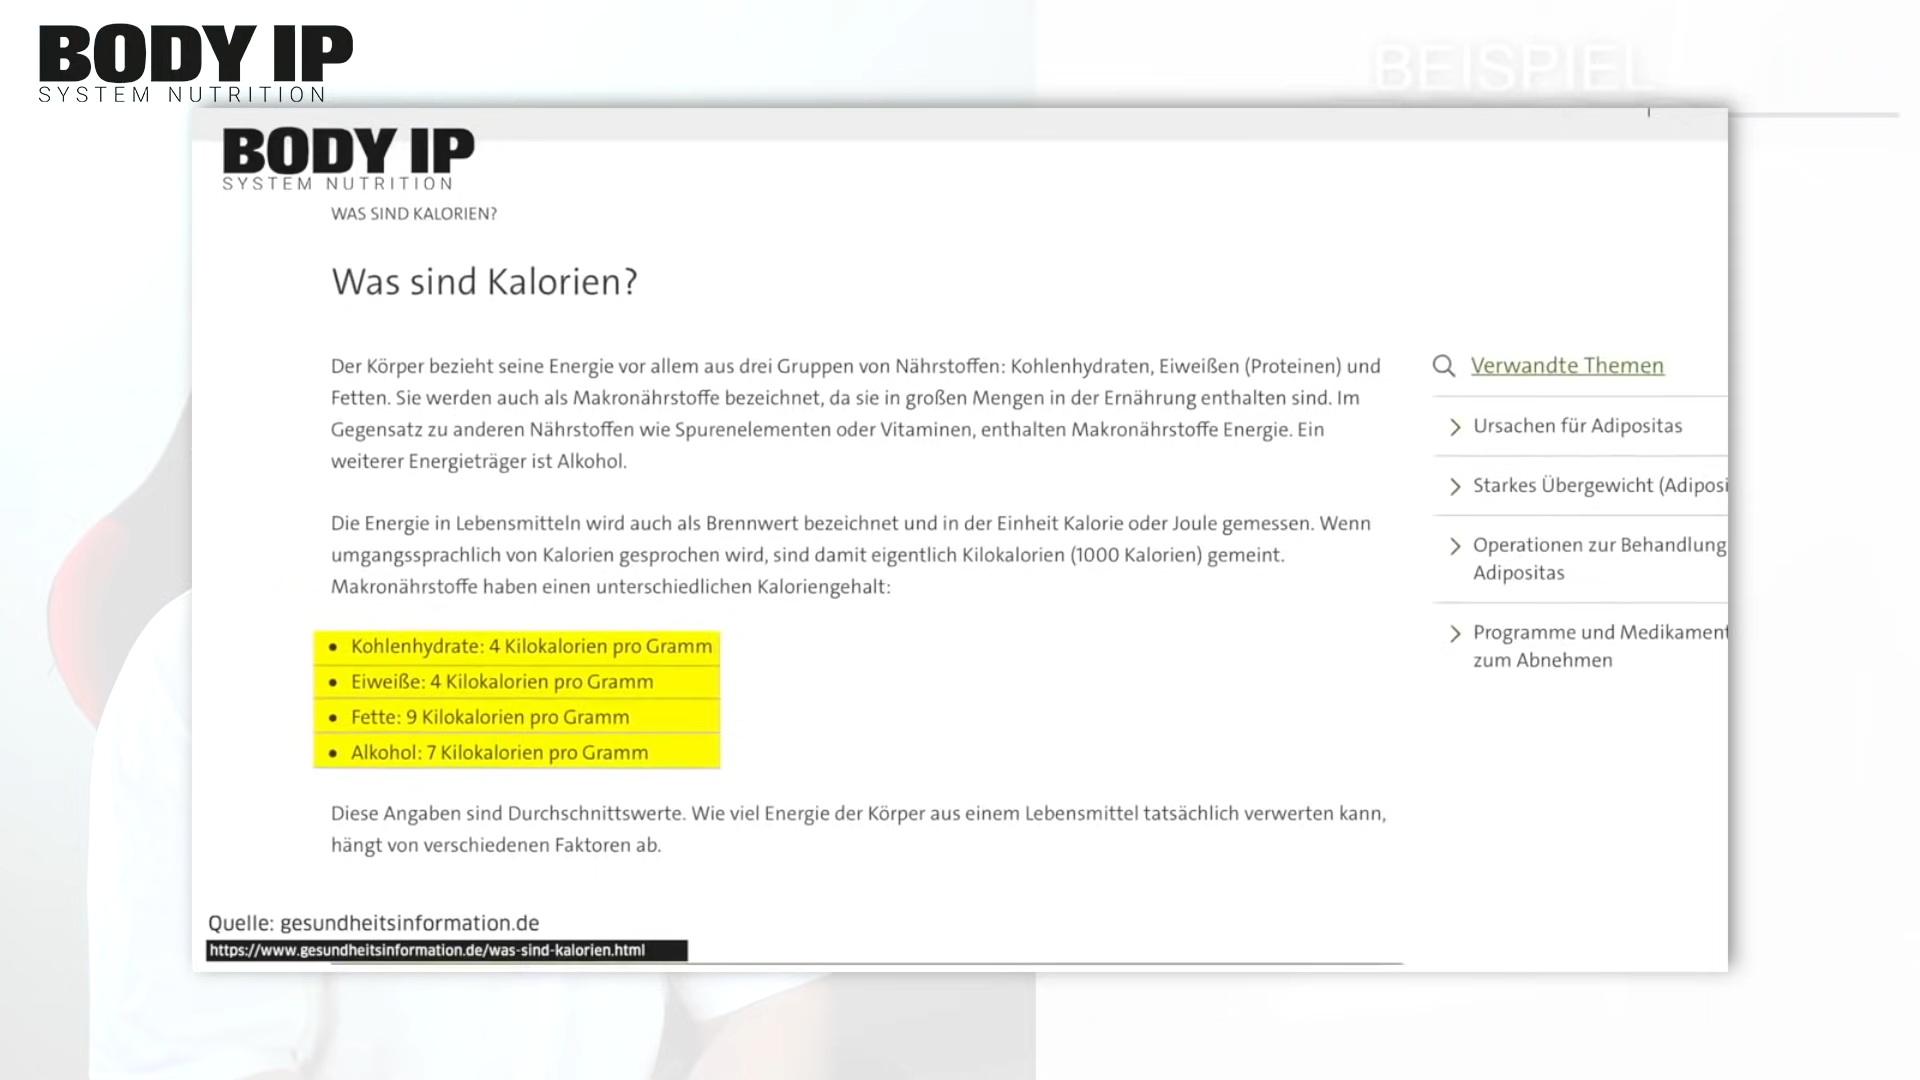 BODY IP
SYSTEM NUTRITION
BEISPIEL
BODY IP
SYSTEM NUTRITION
WAS SIND KALORIEN?
Was sind Kalorien?
Der Körper bezieht seine Energie vor allem aus drei Gruppen von Nährstoffen: Kohlenhydraten, Eiweißen (Proteinen) und
Fetten. Sie werden auch als Makronährstoffe bezeichnet, da sie in großen Mengen in der Ernährung enthalten sind. Im
Gegensatz zu anderen Nährstoffen wie Spurenelementen oder Vitaminen, enthalten Makronährstoffe Energie. Ein
weiterer Energieträger ist Alkohol.
Die Energie in Lebensmitteln wird auch als Brennwert bezeichnet und in der Einheit Kalorie oder Joule gemessen. Wenn
umgangssprachlich von Kalorien gesprochen wird, sind damit eigentlich Kilokalorien (1000 Kalorien) gemeint.
Makronährstoffe haben einen unterschiedlichen Kaloriengehalt:
• Kohlenhydrate: 4 Kilokalorien pro Gramm
• Eiweiße: 4 Kilokalorien pro Gramm
• Fette: 9 Kilokalorien pro Gramm
• Alkohol: 7 Kilokalorien pro Gramm
Diese Angaben sind Durchschnittswerte. Wie viel Energie der Körper aus einem Lebensmittel tatsächlich verwerten kann,
hängt von verschiedenen Faktoren ab.
Verwandte Themen
Ursachen für Adipositas
Starkes Übergewicht (Adiposi
Operationen zur Behandlung
Adipositas
Programme und Medikament
zum Abnehmen
Quelle: gesundheitsinformation.de
https://www.gesundheitsinformation.de/was-sind-kalorien.html